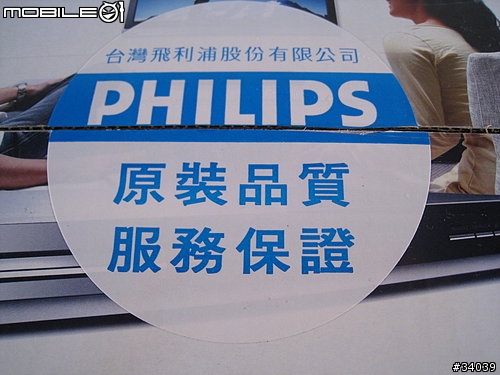 mobile01
台灣飛利浦股份有限公司
PHILIPS
原裝品質
服務保證
#34039